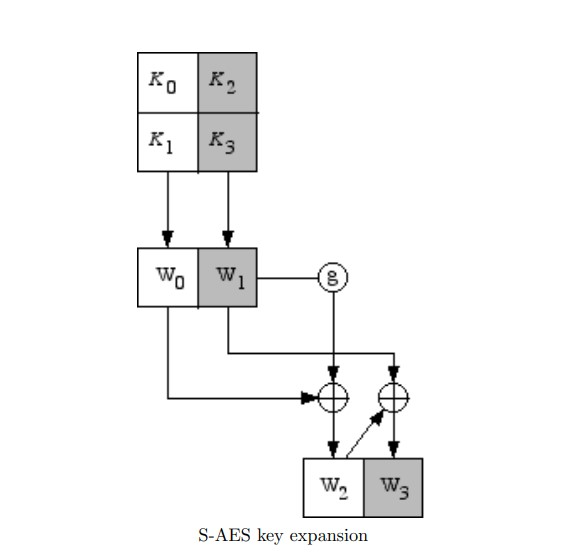 K0 K2
K1 K3
W0 W1 g
W2 W3
S-AES key expansion